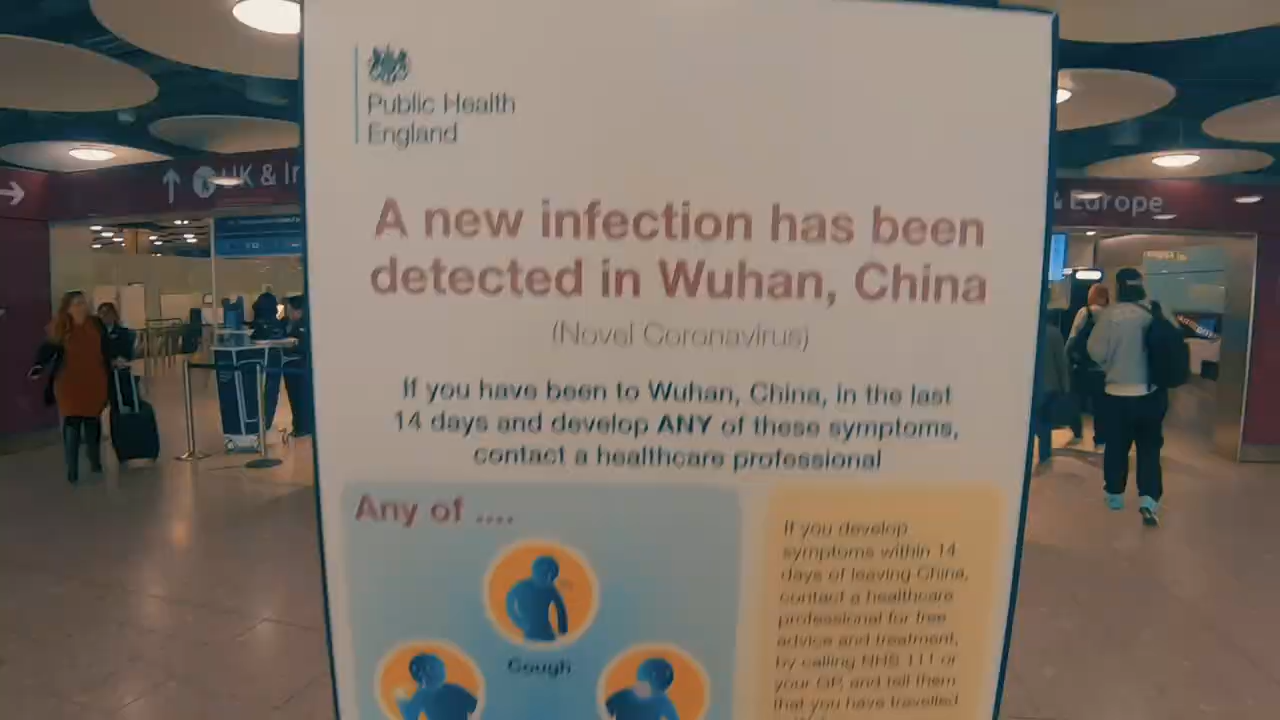 Public Health
England
A new infection has been
detected in Wuhan, China
(Novel Coronavirus)
If you have been to Wuhan, China, in the last
14 days and develop ANY of these symptoms,
contact a healthcare professional
Any of ....
Cough
If you develop
symptoms within 14
days of leaving China,
contact a healthcare
professional for free
advice and treatment,
by calling NHS 111 or
your GP, and tell them
that you have travelled
UK & Ir
& Europe